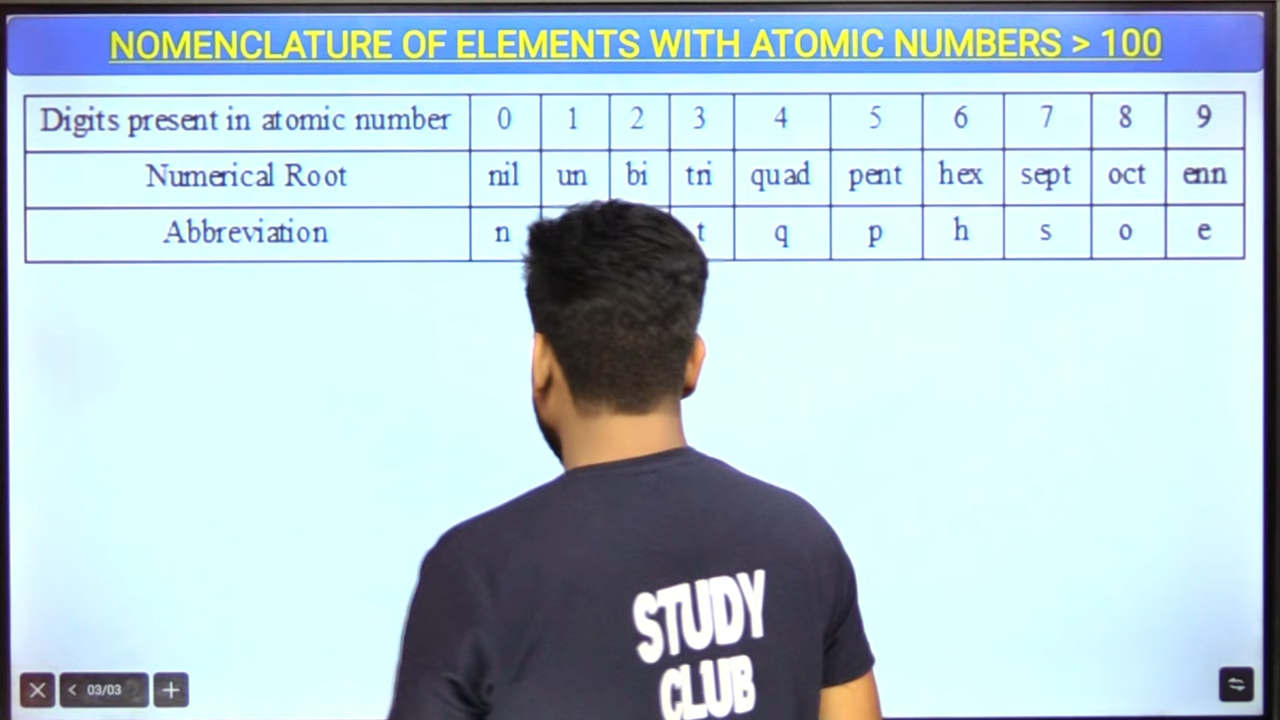 NOMENCLATURE OF ELEMENTS WITH ATOMIC NUMBERS > 100
Digits present in atomic number 0 1 2 3 4 5 6 7 8 9
Numerical Root nil un bi tri quad pent hex sept oct enn
Abbreviation n t q p h s o e
STUDY
CLUB
03/03